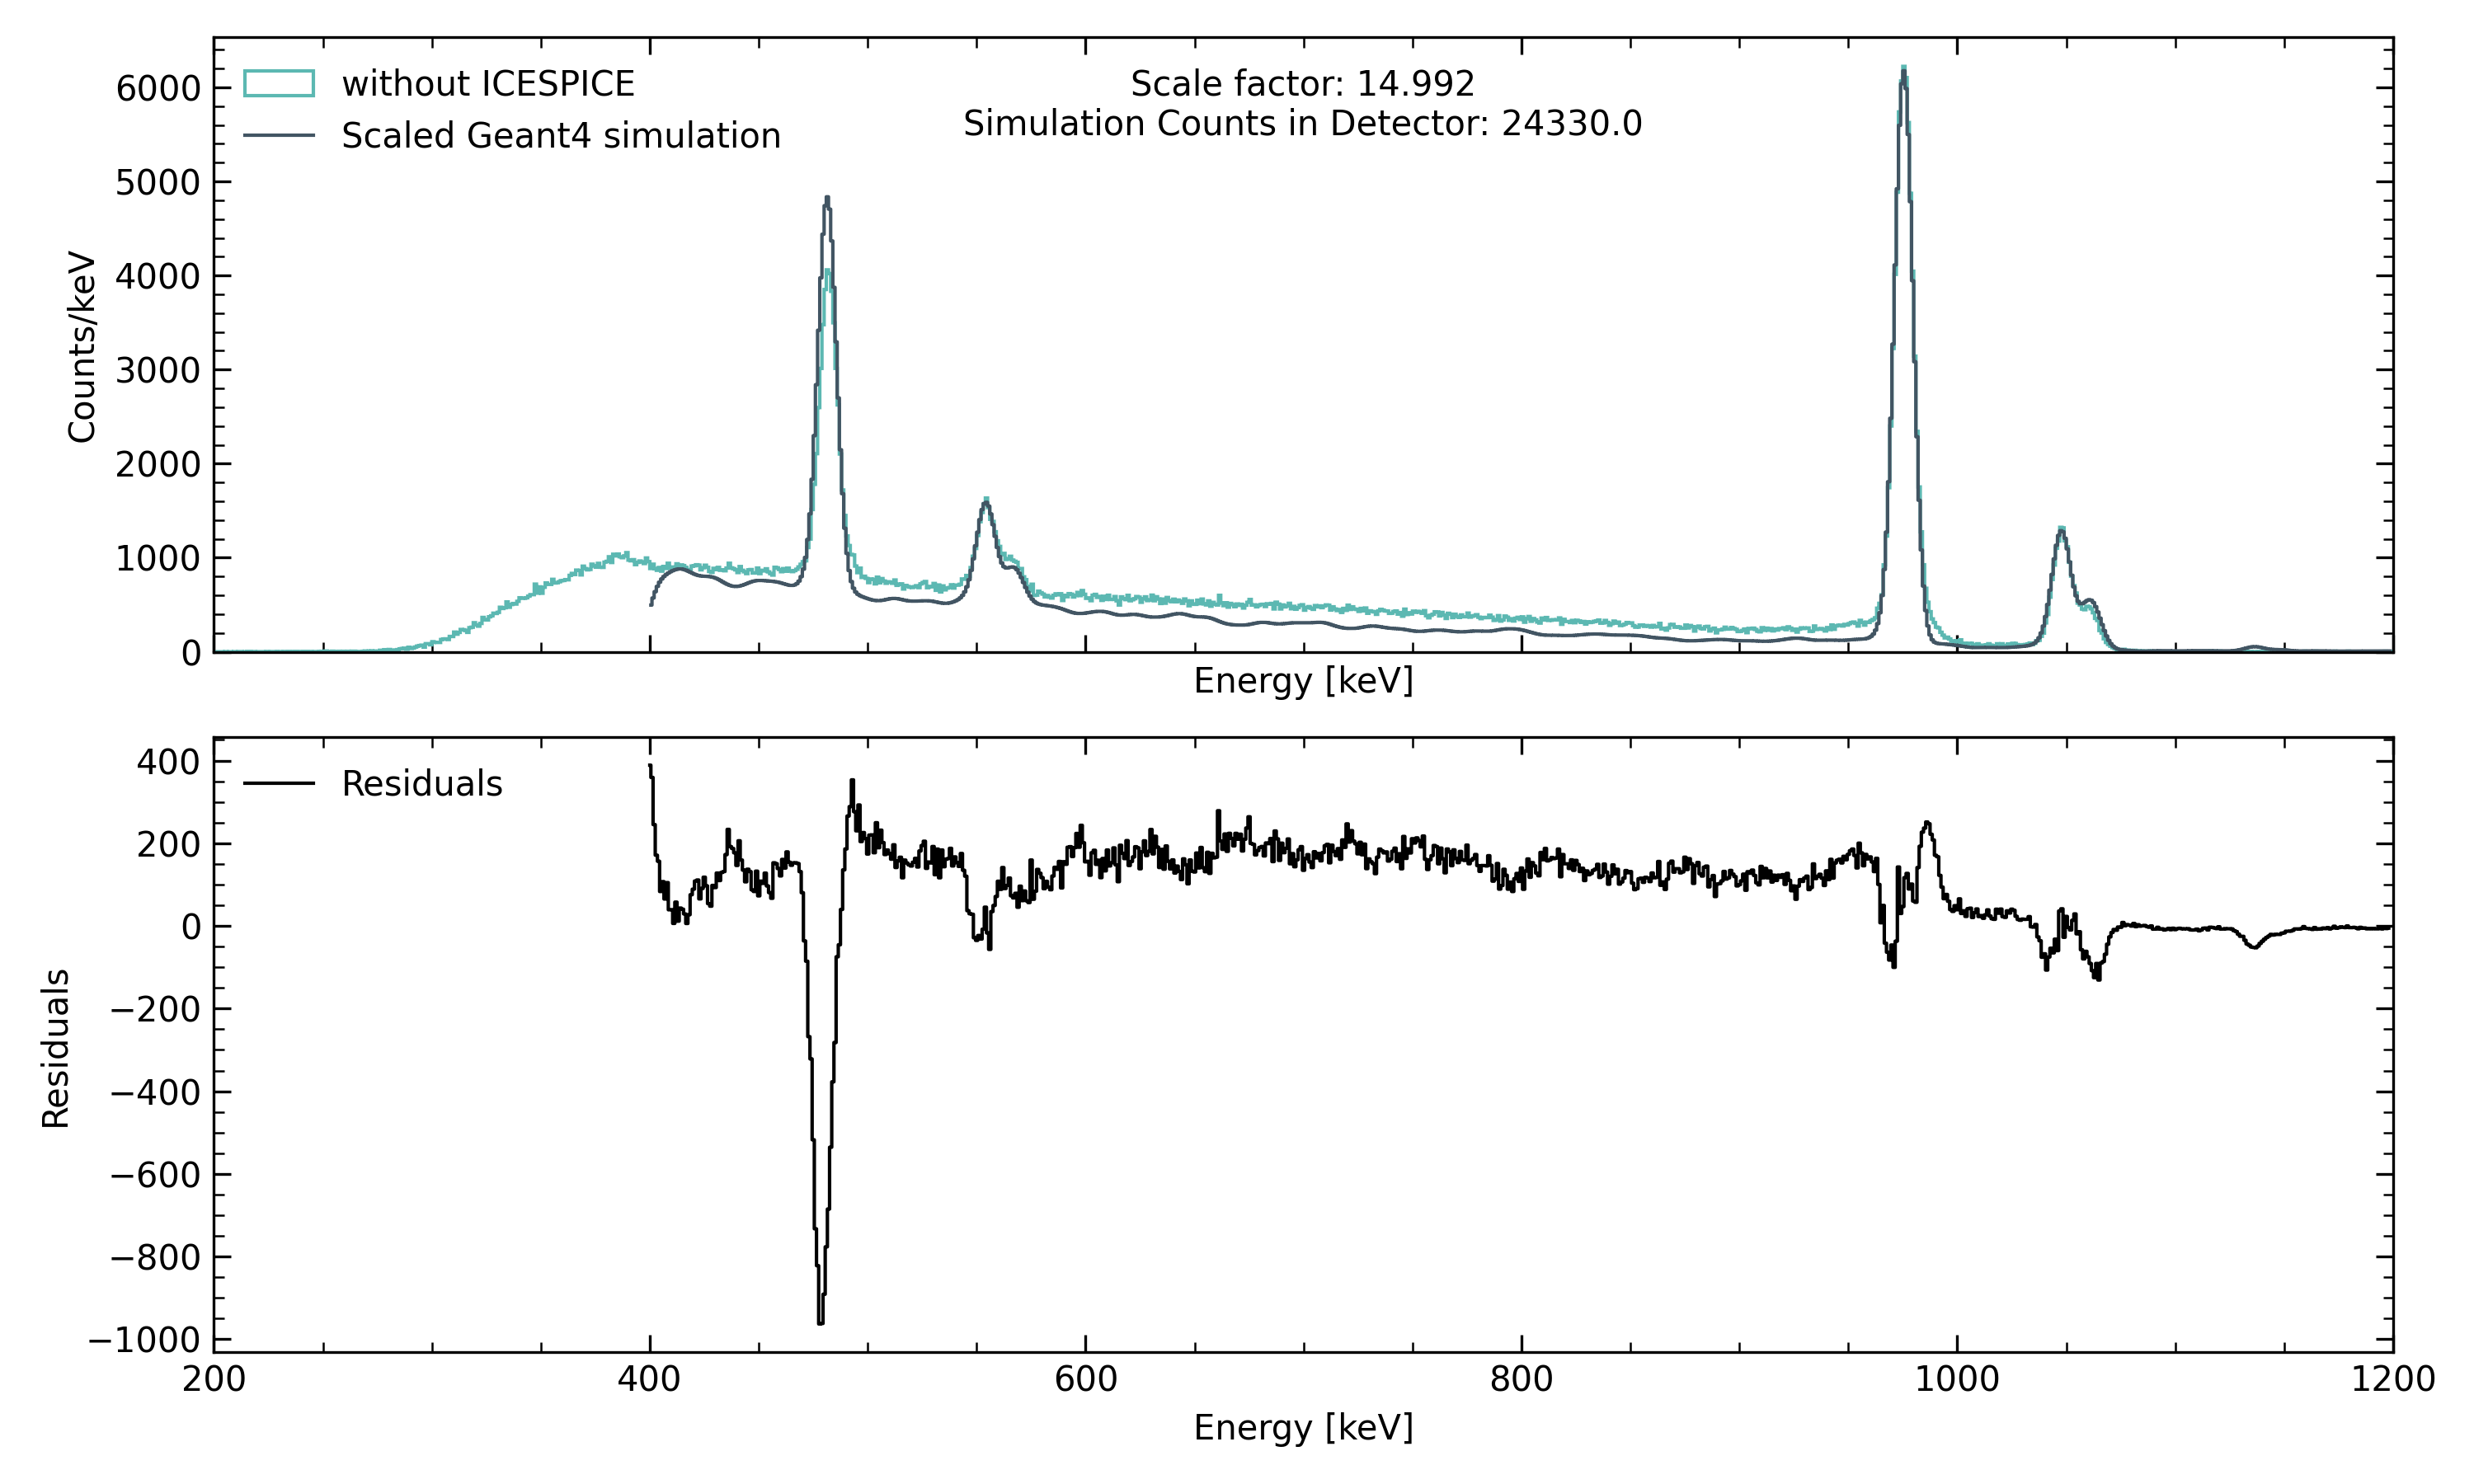 without ICESPICE
Scaled Geant4 simulation
Scale factor: 14.992
Simulation Counts in Detector: 24330.0
Counts/keV
6000
5000
4000
3000
2000
1000
0
Energy [keV]
Residuals
Residuals
400
200
0
−200
−400
−600
−800
−1000
200 400 600 800 1000 1200
Energy [keV]